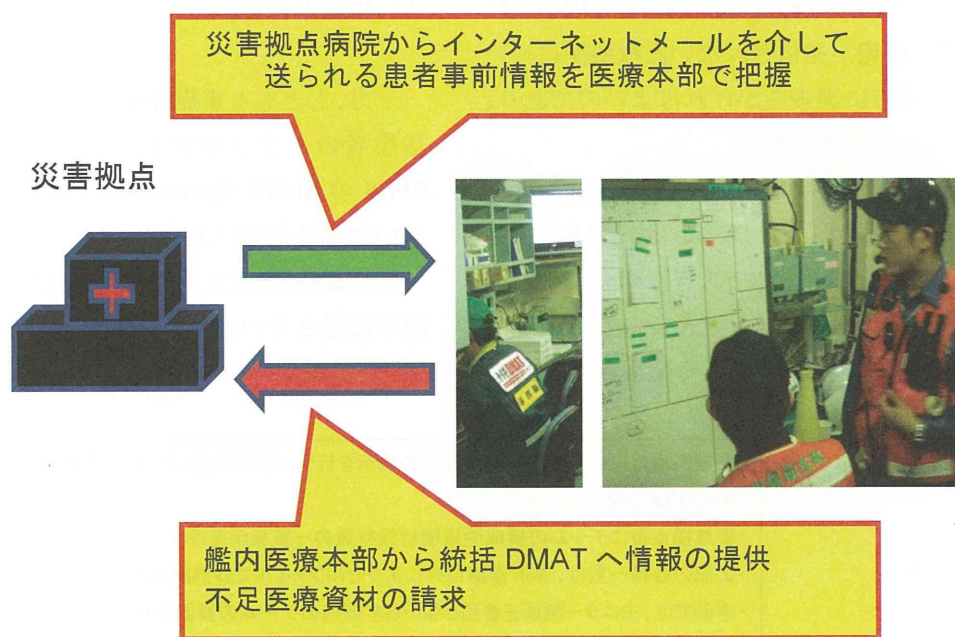 災害拠点病院からインターネットメールを介して
送られる患者事前情報を医療本部で把握
災害拠点
DMAT
艦内医療本部から統括 DMAT へ情報の提供
不足医療資材の請求